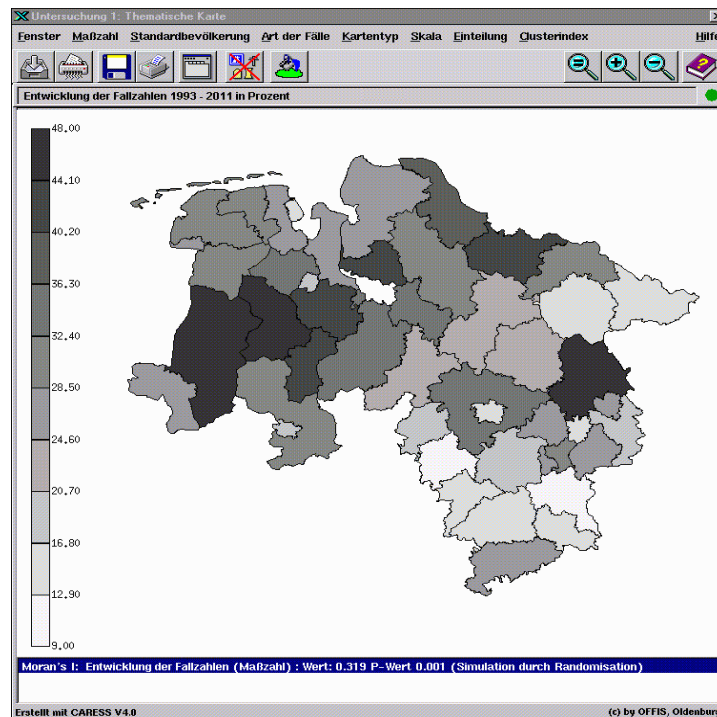 Untersuchung 1: Thematische Karte
Fenster Maßzahl Standardbevölkerung Art der Fälle Kartentyp Skala Einteilung Clusterindex Hilfe
Entwicklung der Fallzahlen 1993 - 2011 in Prozent
48,00
44,10
40,20
36,30
32,40
28,50
24,60
20,70
16,80
12,90
9,00
Moran's I: Entwicklung der Fallzahlen (Maßzahl) : Wert: 0.319 P-Wert 0.001 (Simulation durch Randomisation)
Erstellt mit CARESS V4.0 (c) by OFFIS, Oldenburg